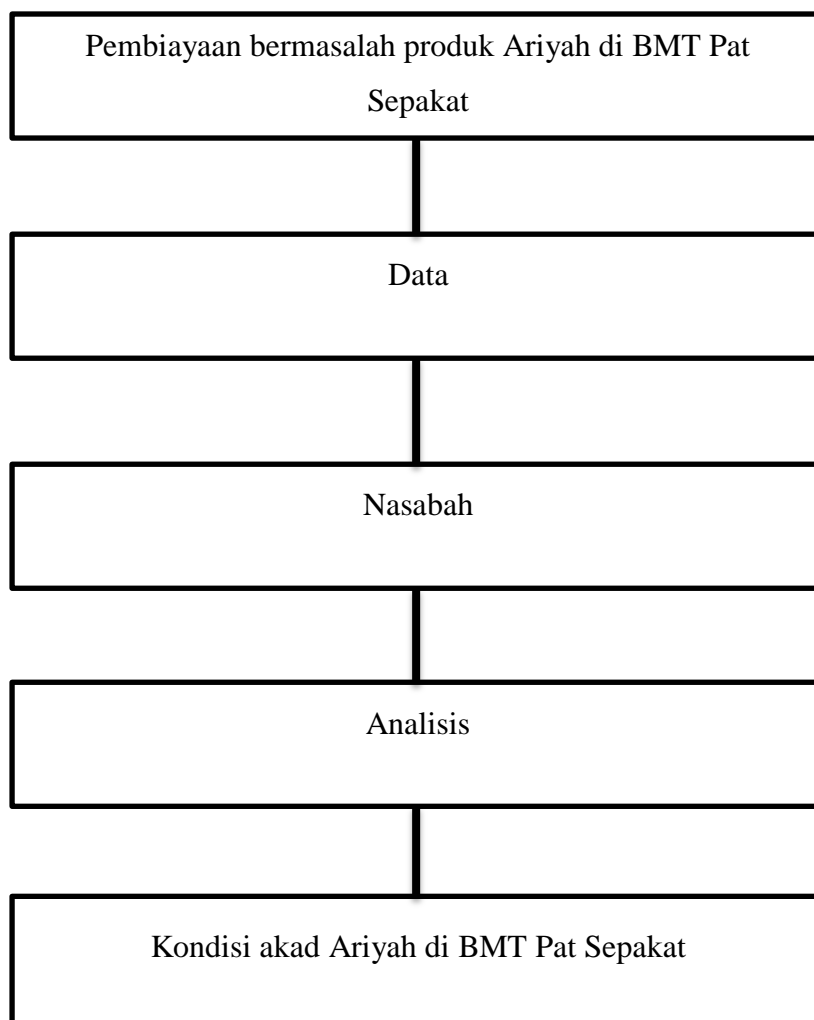 Pembiayaan bermasalah produk Ariyah di BMT Pat
Sepakat
Data
Nasabah
Analisis
Kondisi akad Ariyah di BMT Pat Sepakat